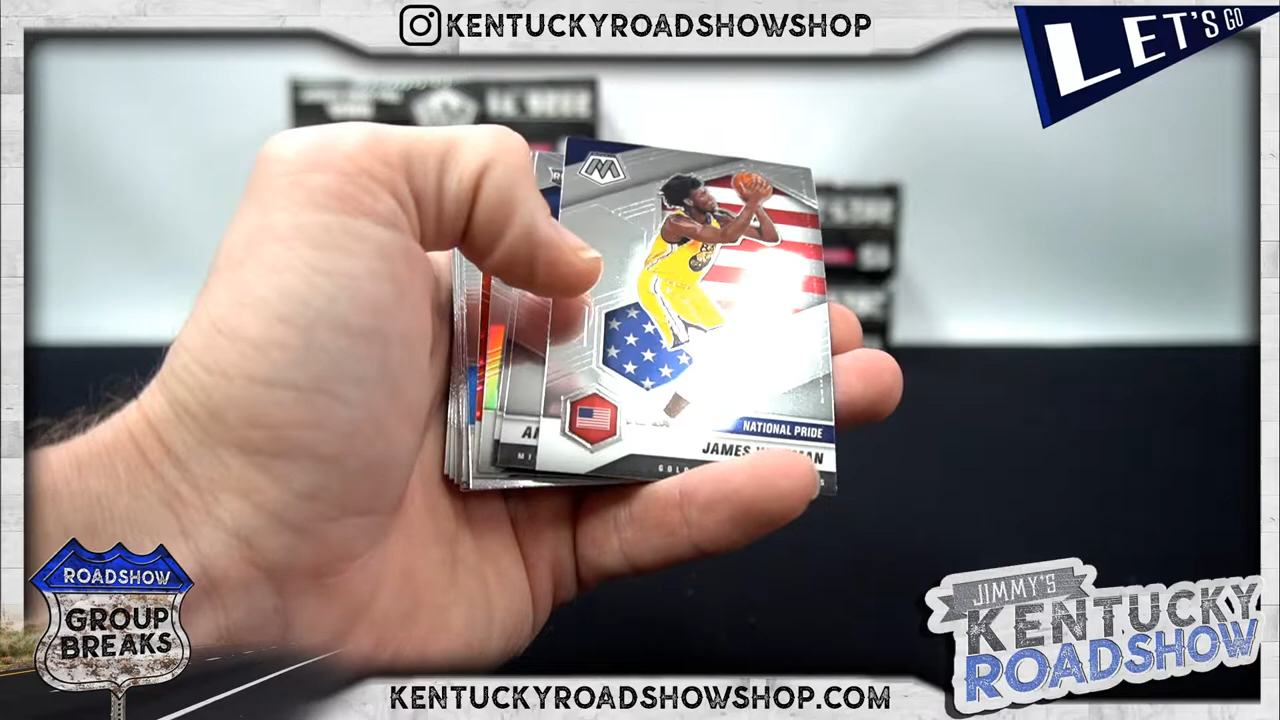 KENTUCKYROADSHOWSHOP
LET'S GO
M
NATIONAL PRIDE
JAMES
ROADSHOW
GROUP
BREAKS
JIMMY'S
KENTUCKY
ROADSHOW
KENTUCKYROADSHOWSHOP.COM